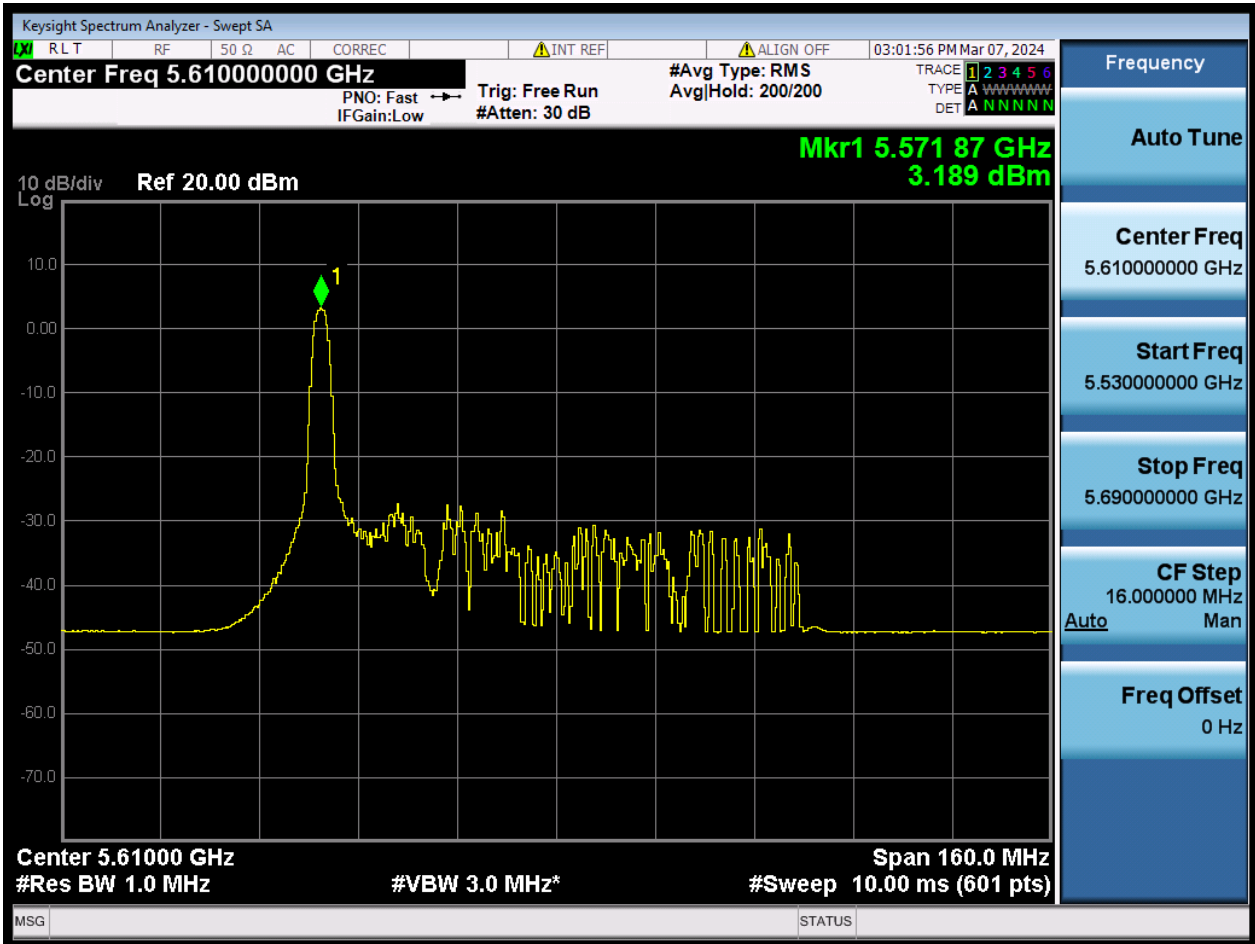 Keysight Spectrum Analyzer - Swept SA
LXI RLT RF 50 Ω AC CORREC INT REF ALIGN OFF 03:01:56 PM Mar 07, 2024
Center Freq 5.610000000 GHz
PNO: Fast
IFGain:Low
Trig: Free Run
#Atten: 30 dB
#Avg Type: RMS
Avg|Hold: 200/200
TRACE 1 2 3 4 5 6
TYPE A WWWWW
DET A N N N N N
Mkr1 5.571 87 GHz
3.189 dBm
10 dB/div Ref 20.00 dBm
Log
1
10.0
0.00
-10.0
-20.0
-30.0
-40.0
-50.0
-60.0
-70.0
Center 5.61000 GHz Span 160.0 MHz
#Res BW 1.0 MHz #VBW 3.0 MHz* #Sweep 10.00 ms (601 pts)
MSG STATUS
Frequency
Auto Tune
Center Freq
5.610000000 GHz
Start Freq
5.530000000 GHz
Stop Freq
5.690000000 GHz
CF Step
16.000000 MHz
Auto Man
Freq Offset
0 Hz